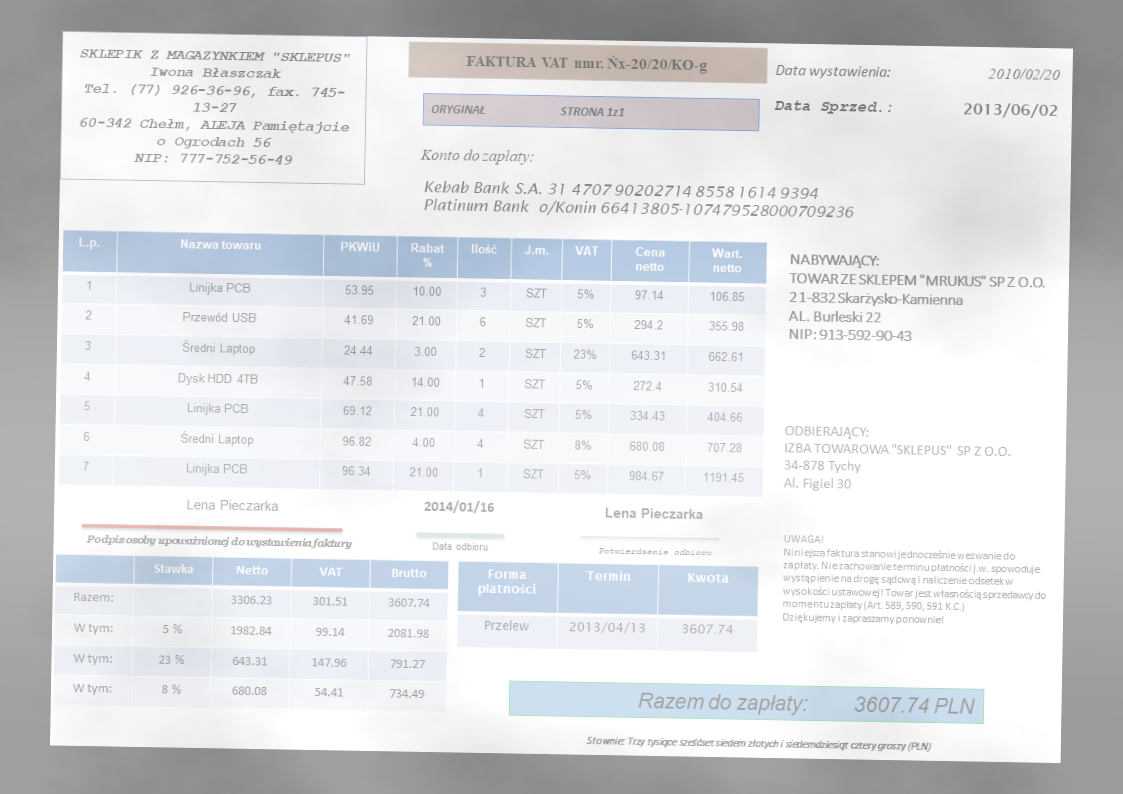 SKLEPIK Z MAGAZYNKIEM "SKLEPUS"
Iwona Błaszczak
Tel. (77) 926-36-96, fax. 745-
13-27
60-342 Chełm, ALEJA Pamiętajcie
o Ogrodach 56
NIP: 777-752-56-49
FAKTURA VAT nmr. Ńx-20/20/KO-g
ORYGINAŁ STRONA 1z1
Data wystawienia: 2010/02/20
Data Sprzed.: 2013/06/02
Konto do zapłaty:
Kebab Bank S.A. 31 4707 9020 2714 8558 1614 9394
Platinum Bank o/Konin 66413805-107479528000709236
L.p. Nazwa towaru PKWiU Rabat % Ilość J.m. VAT Cena netto Wart. netto
1 Linijka PCB 53.95 10.00 3 SZT 5% 97.14 106.85
2 Przewód USB 41.69 21.00 6 SZT 5% 294.2 355.98
3 Średni Laptop 24.44 3.00 2 SZT 23% 643.31 662.61
4 Dysk HDD 4TB 47.58 14.00 1 SZT 5% 272.4 310.54
5 Linijka PCB 69.12 21.00 4 SZT 5% 334.43 404.66
6 Średni Laptop 96.82 4.00 4 SZT 8% 680.08 707.28
7 Linijka PCB 96.34 21.00 1 SZT 5% 984.67 1191.45
NABYWAJĄCY:
TOWAR ZE SKLEPEM "MRUKUS" SP Z O.O.
21-832 Skarżysko-Kamienna
AL. Burleski 22
NIP: 913-592-90-43
ODBIERAJĄCY:
IZBA TOWAROWA "SKLEPUS" SP Z O.O.
34-878 Tychy
Al. Figiel 30
Lena Pieczarka 2014/01/16 Lena Pieczarka
Podpis osoby upoważnionej do wystawienia faktury Data odbioru Potwierdzenie odbioru
UWAGA!
Niniejsza faktura stanowi jednocześnie wezwanie do
zapłaty. Nie zachowanie terminu płatności j.w. spowoduje
wystąpienie na drogę sądową i naliczenie odsetek w
wysokości ustawowej! Towar jest własnością sprzedawcy do
momentu zapłaty (Art. 589, 590, 591 K.C.)
Dziękujemy i zapraszamy ponownie!
Stawka Netto VAT Brutto
Razem: 3306.23 301.51 3607.74
W tym: 5 % 1982.84 99.14 2081.98
W tym: 23 % 643.31 147.96 791.27
W tym: 8 % 680.08 54.41 734.49
Forma płatności Termin Kwota
Przelew 2013/04/13 3607.74
Razem do zapłaty: 3607.74 PLN
Słownie: Trzy tysiące sześćset siedem złotych i siedemdziesiąt cztery groszy (PLN)